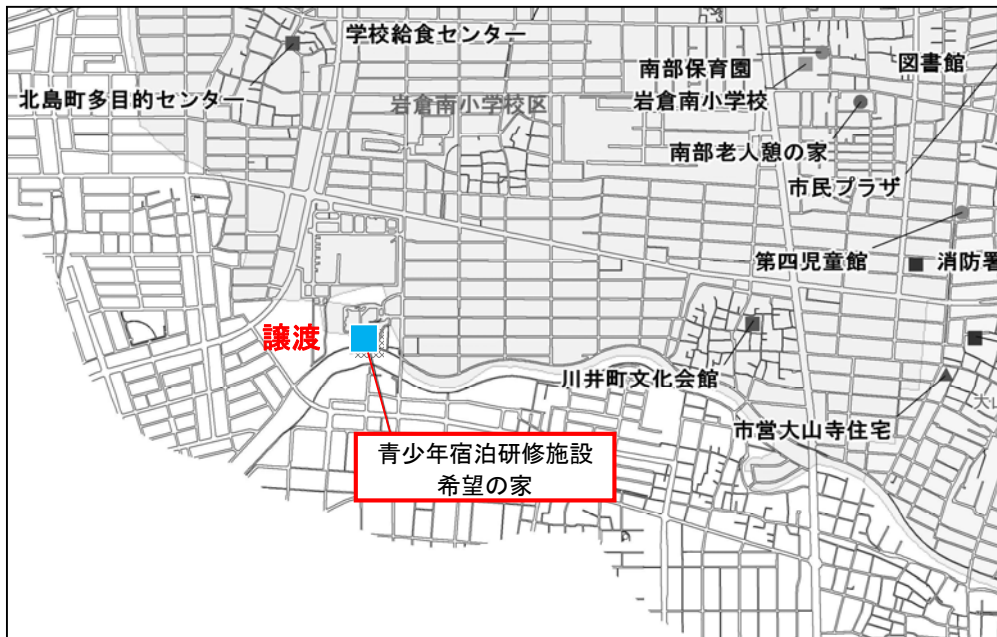 学校給食センター
南部保育園
図書館
北島町多目的センター
岩倉南小学校区
岩倉南小学校
南部老人憩の家
市民プラザ
第四児童館
消防署
譲渡
川井町文化会館
市営大山寺住宅
大山
青少年宿泊研修施設
希望の家